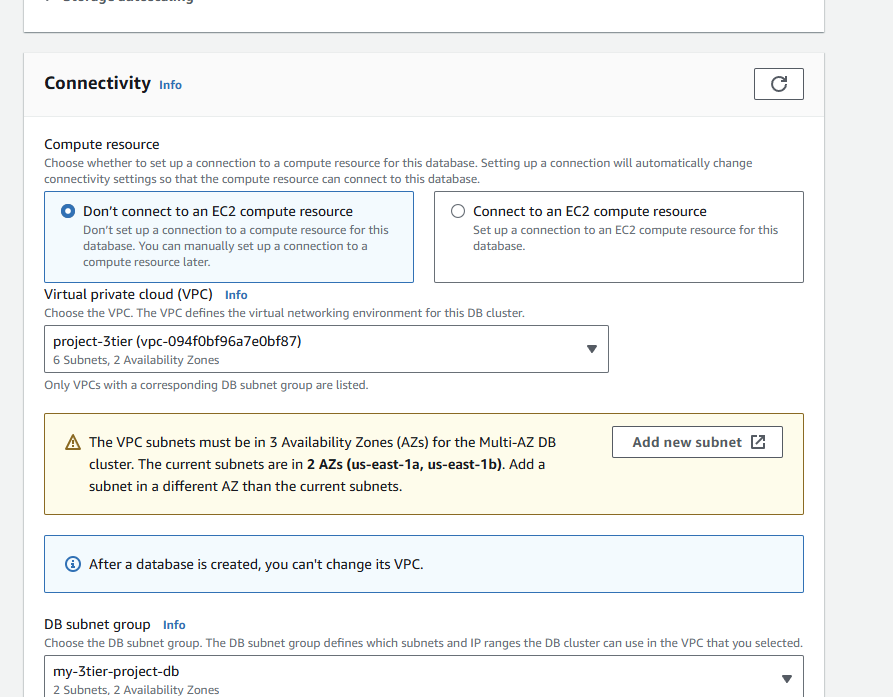 Storage autoscaling
Connectivity Info
Compute resource
Choose whether to set up a connection to a compute resource for this database. Setting up a connection will automatically change
connectivity settings so that the compute resource can connect to this database.
Don’t connect to an EC2 compute resource
Don’t set up a connection to a compute resource for this
database. You can manually set up a connection to a
compute resource later.
Connect to an EC2 compute resource
Set up a connection to an EC2 compute resource for this
database.
Virtual private cloud (VPC) Info
Choose the VPC. The VPC defines the virtual networking environment for this DB cluster.
project-3tier (vpc-094f0bf96a7e0bf87)
6 Subnets, 2 Availability Zones
Only VPCs with a corresponding DB subnet group are listed.
The VPC subnets must be in 3 Availability Zones (AZs) for the Multi-AZ DB
cluster. The current subnets are in 2 AZs (us-east-1a, us-east-1b). Add a
subnet in a different AZ than the current subnets.
Add new subnet
After a database is created, you can't change its VPC.
DB subnet group Info
Choose the DB subnet group. The DB subnet group defines which subnets and IP ranges the DB cluster can use in the VPC that you selected.
my-3tier-project-db
2 Subnets, 2 Availability Zones